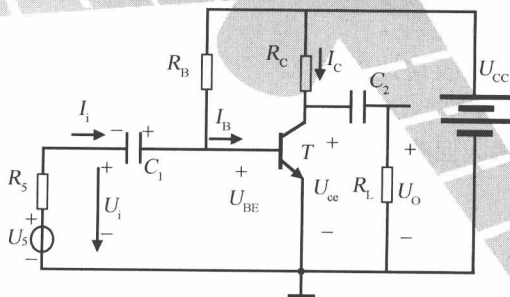 R_B
R_C
I_C
C_2
U_CC
I_i
−
+
I_B
C_1
T
+
R_5
+
U_i
+
U_BE
U_ce
R_L
+
U_O
+
U_5
−
−
−
−
−